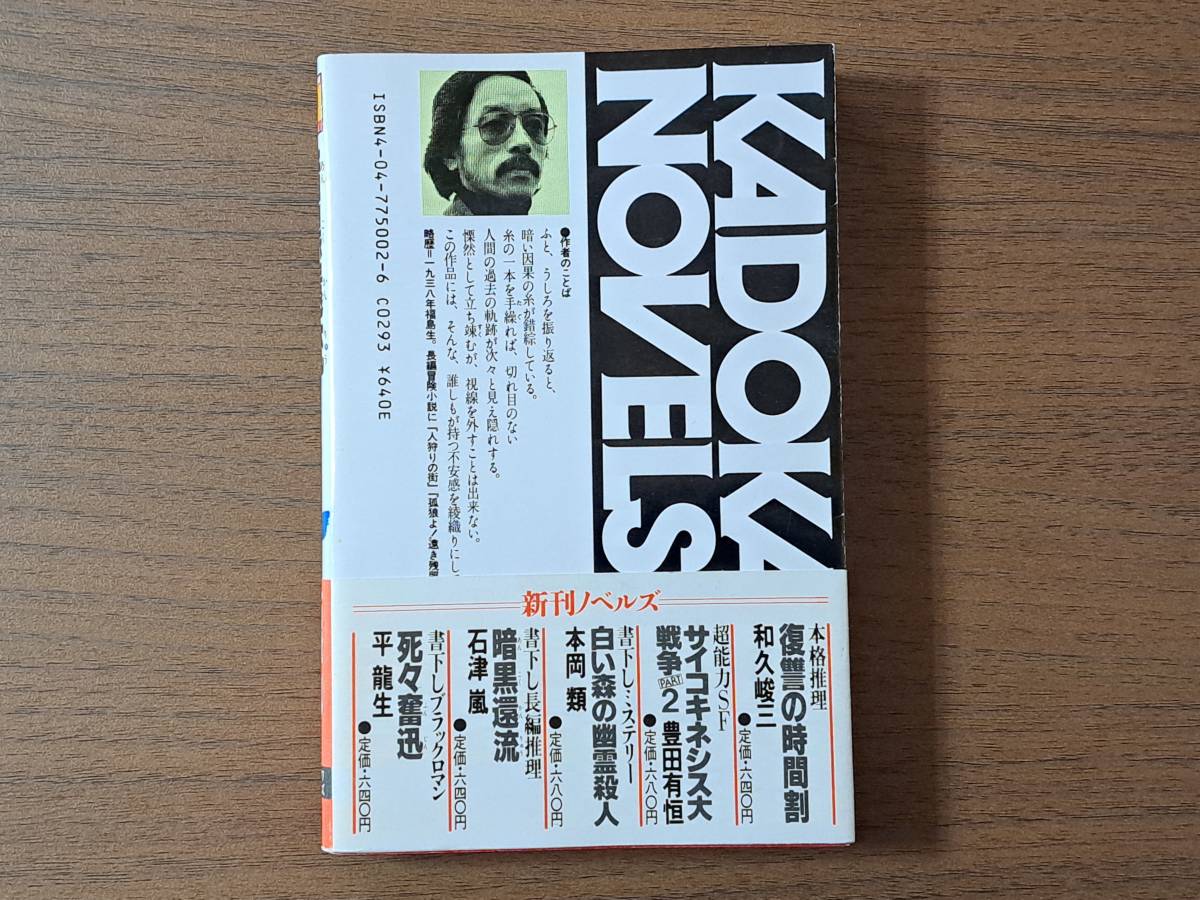 KADOKA
NOVELS
ISBN4-04-775002-6 C0293 ¥640E
●作者のことば
ふと、うしろを振り返ると、
暗い因果の糸が錯綜している。
糸の一本を手繰れば、切れ目のない
人間の過去の軌跡が次々と見え隠れする。
慄然として立ち竦むが、視線を外すことは出来ない。
この作品には、そんな、誰しもが持つ不安感を綾織りにして
略歴=一九三八年福島生。長編冒険小説に「人狩りの街」「孤狼よ!遠き残照
新刊ノベルズ
本格推理
復讐の時間割
和久峻三
●定価・六四〇円
超能力SF
サイコキネシス大
戦争PART2 豊田有恒
●定価・六八〇円
書下しミステリー
白い森の幽霊殺人
本岡 類
●定価・六八〇円
書下し長編推理
暗黒還流
石津 嵐
●定価・六四〇円
書下しブラックロマン
死々奮迅
平 龍生
●定価・六四〇円